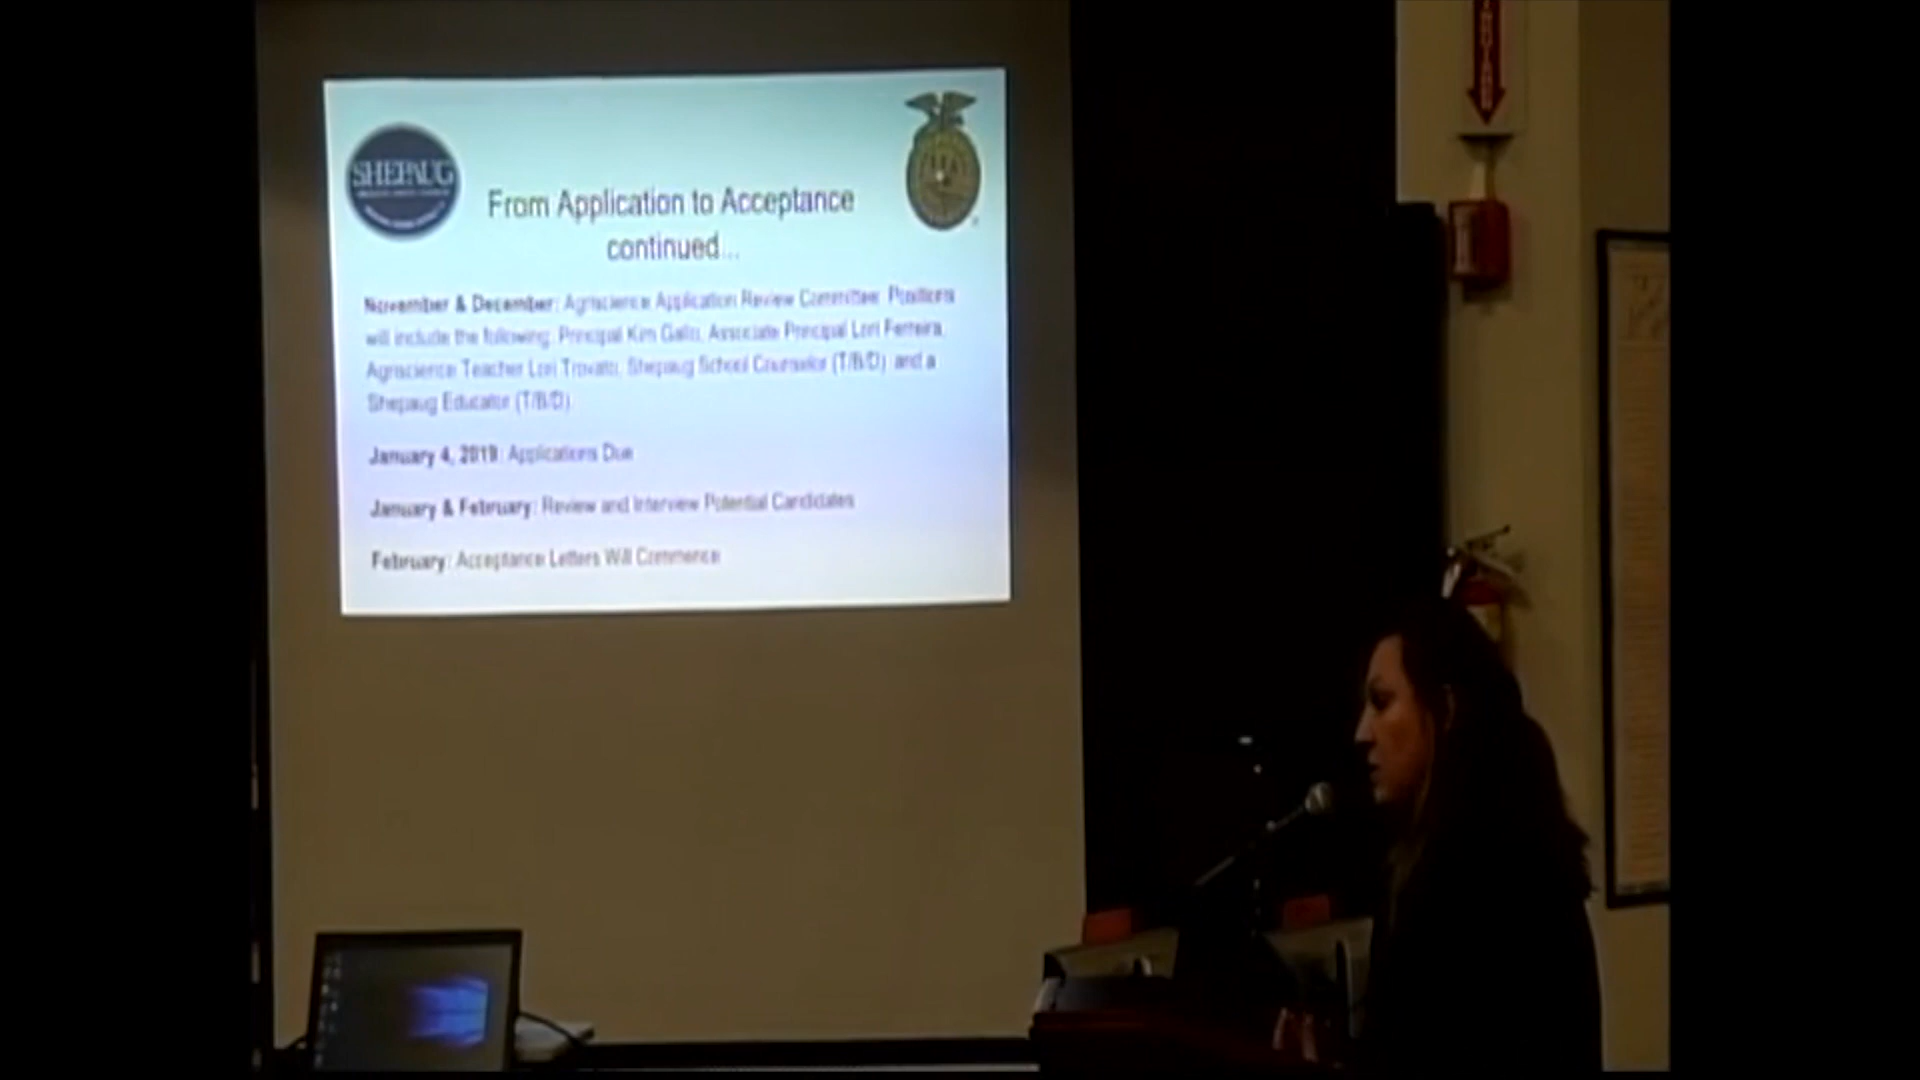 SHEPAUG
From Application to Acceptance
continued...
November & December: Agriscience Application Review Committee: Positions
will include the following: Principal Kim Gallo, Associate Principal Lori Ferreira,
Agriscience Teacher Lori Trovato, Shepaug School Counselor (T/B/D) and a
Shepaug Educator (T/B/D)
January 4, 2019: Applications Due
January & February: Review and Interview Potential Candidates
February: Acceptance Letters Will Commence